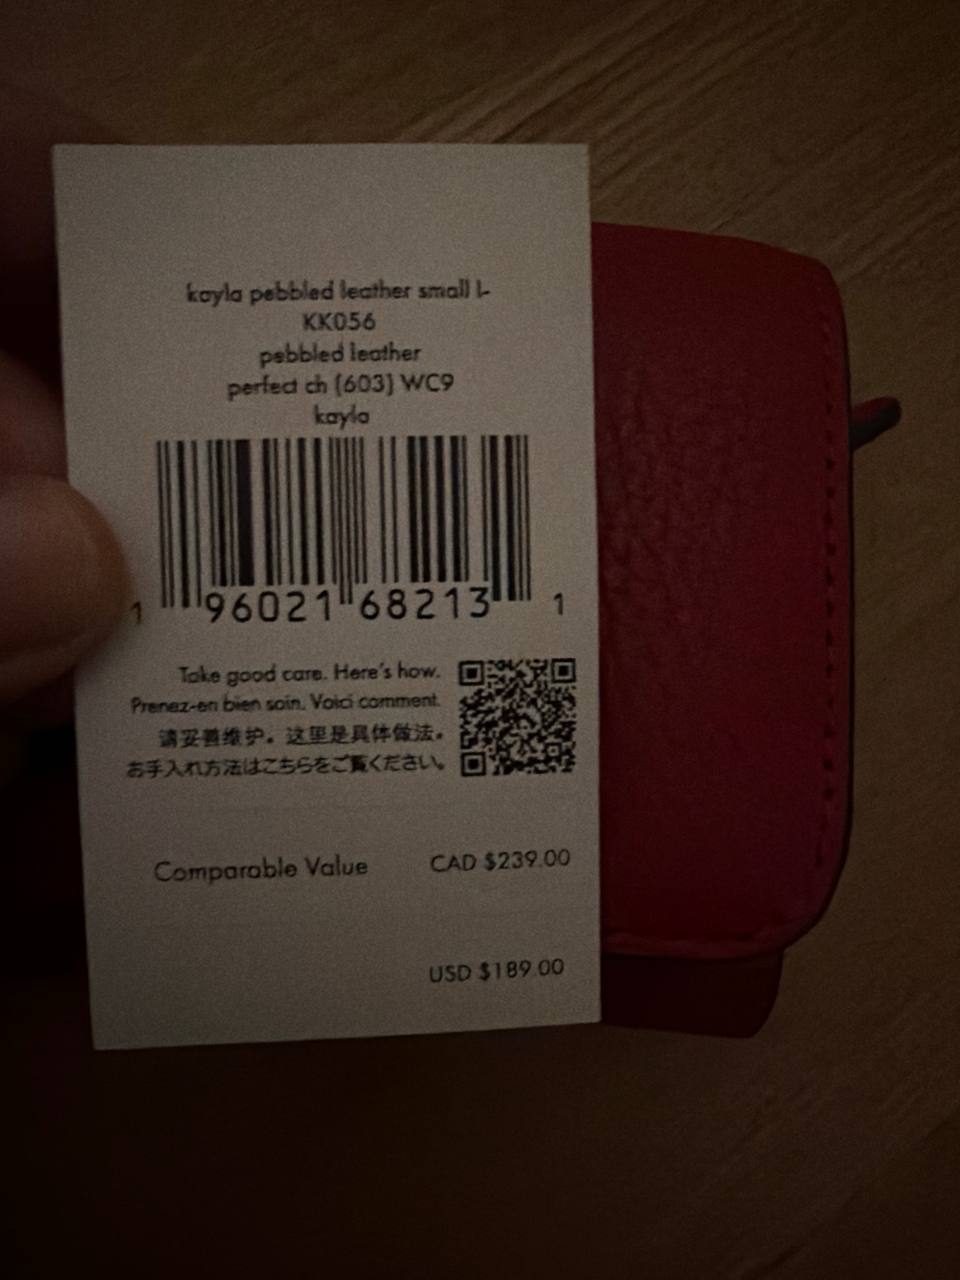 kayla pebbled leather small l-
KK056
pebbled leather
perfect ch (603) WC9
kayla
1 96021 68213 1
Take good care. Here's how.
Prenez-en bien soin. Voici comment.
请妥善维护。这里是具体做法。
お手入れ方法はこちらをご覧ください。
Comparable Value CAD $239.00
USD $189.00